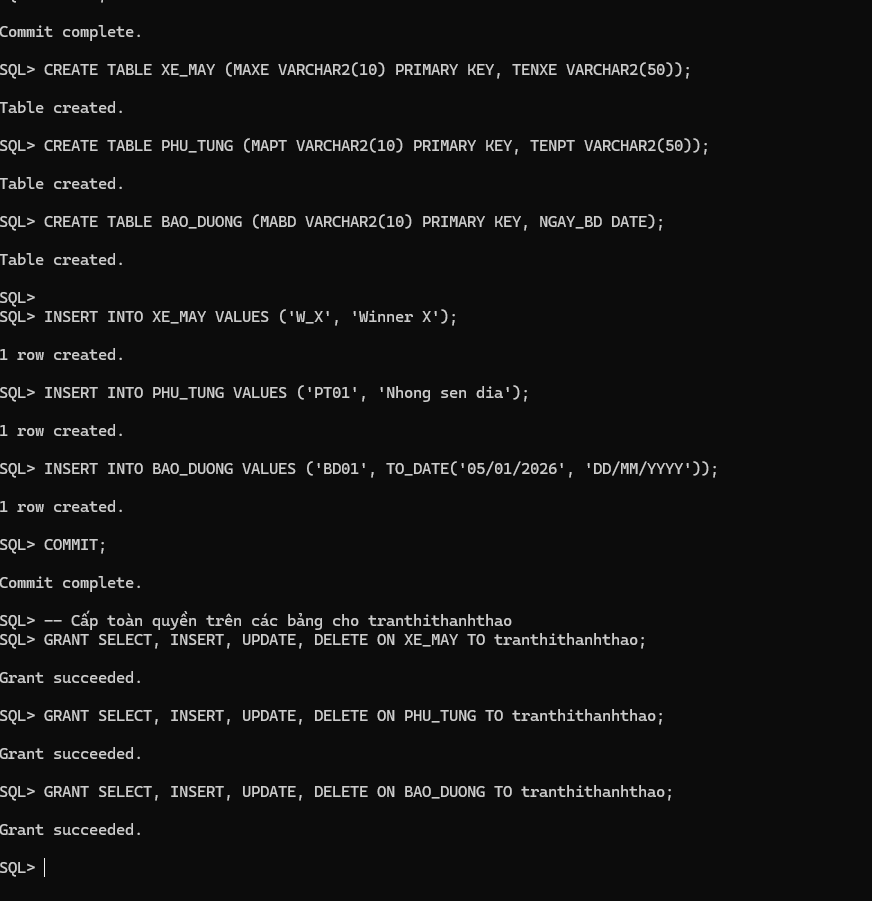 Commit complete.
SQL> CREATE TABLE XE_MAY (MAXE VARCHAR2(10) PRIMARY KEY, TENXE VARCHAR2(50));
Table created.
SQL> CREATE TABLE PHU_TUNG (MAPT VARCHAR2(10) PRIMARY KEY, TENPT VARCHAR2(50));
Table created.
SQL> CREATE TABLE BAO_DUONG (MABD VARCHAR2(10) PRIMARY KEY, NGAY_BD DATE);
Table created.
SQL>
SQL> INSERT INTO XE_MAY VALUES ('W_X', 'Winner X');
1 row created.
SQL> INSERT INTO PHU_TUNG VALUES ('PT01', 'Nhong sen dia');
1 row created.
SQL> INSERT INTO BAO_DUONG VALUES ('BD01', TO_DATE('05/01/2026', 'DD/MM/YYYY'));
1 row created.
SQL> COMMIT;
Commit complete.
SQL> -- Cấp toàn quyền trên các bảng cho tranthithanhthao
SQL> GRANT SELECT, INSERT, UPDATE, DELETE ON XE_MAY TO tranthithanhthao;
Grant succeeded.
SQL> GRANT SELECT, INSERT, UPDATE, DELETE ON PHU_TUNG TO tranthithanhthao;
Grant succeeded.
SQL> GRANT SELECT, INSERT, UPDATE, DELETE ON BAO_DUONG TO tranthithanhthao;
Grant succeeded.
SQL>